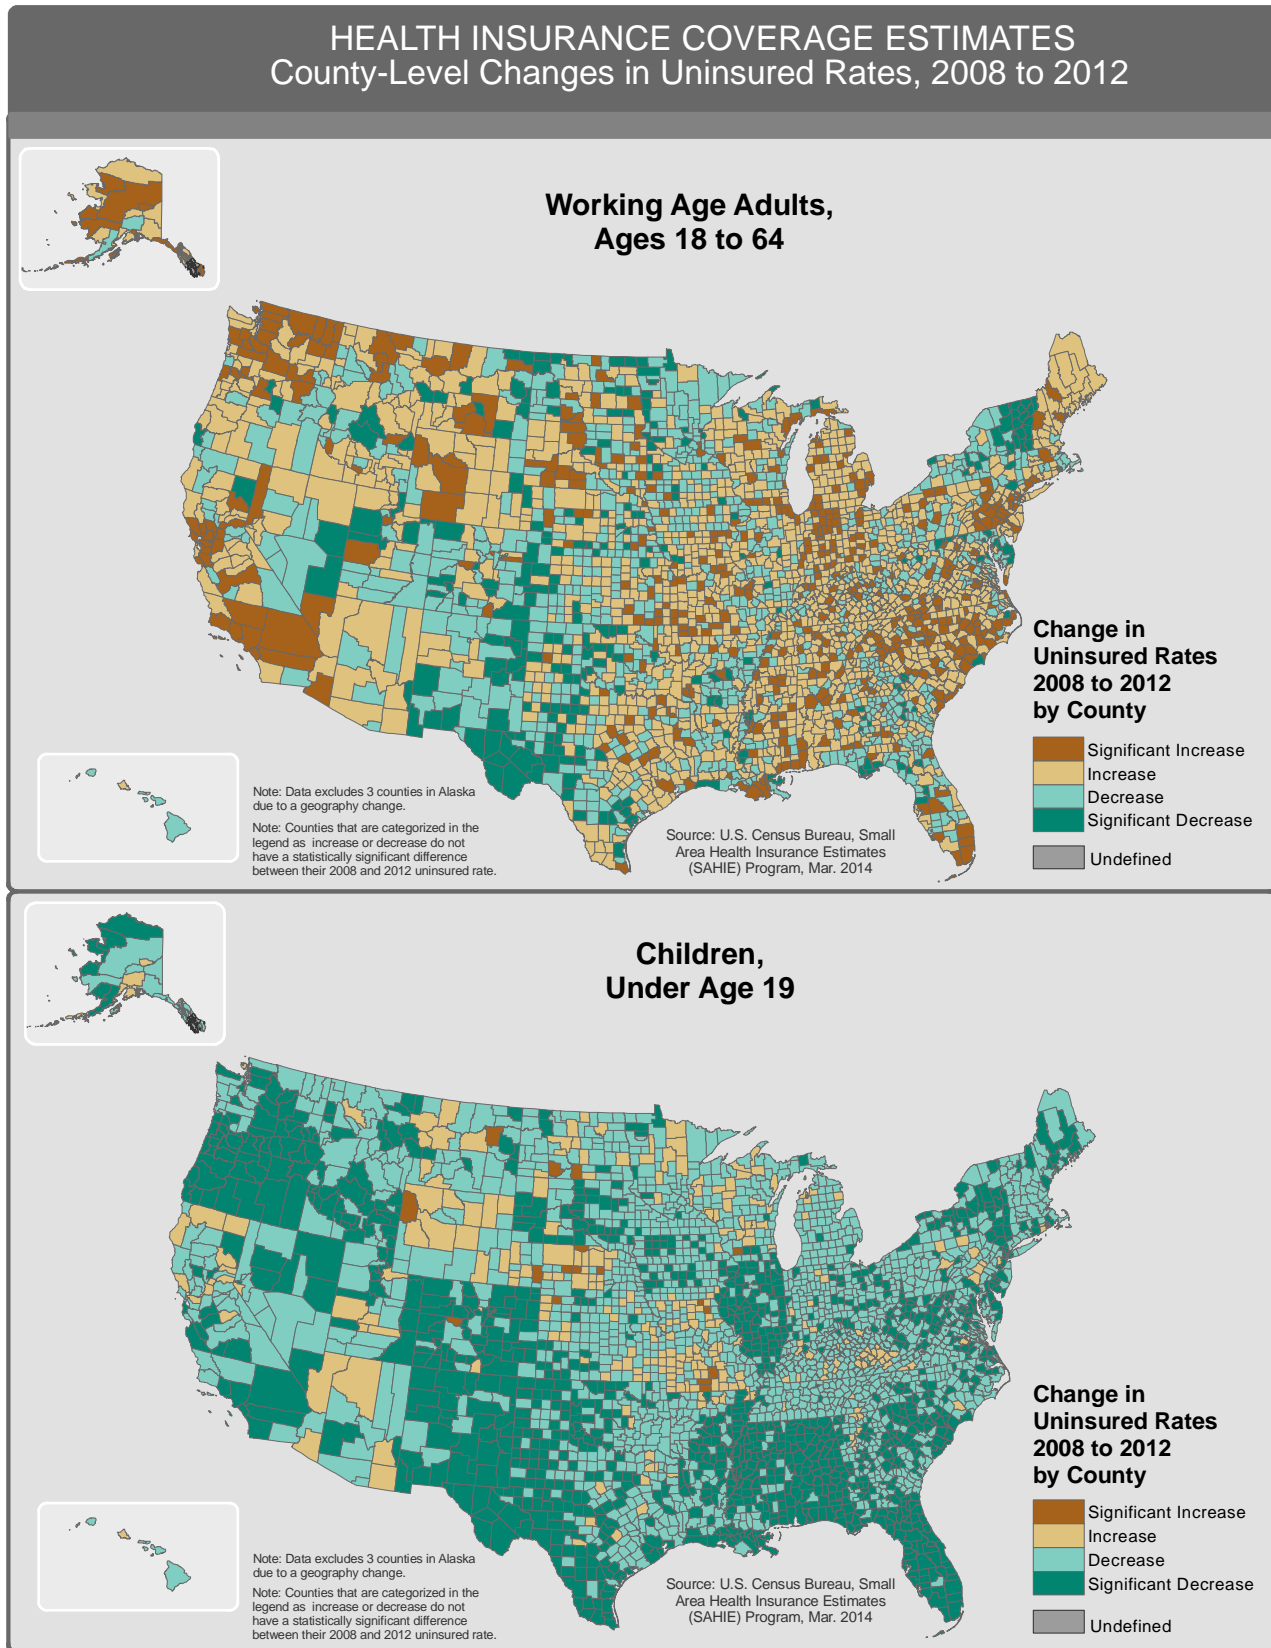 HEALTH INSURANCE COVERAGE ESTIMATES
County-Level Changes in Uninsured Rates, 2008 to 2012
Working Age Adults,
Ages 18 to 64
Change in
Uninsured Rates
2008 to 2012
by County
Significant Increase
Increase
Decrease
Significant Decrease
Undefined
Note: Data excludes 3 counties in Alaska
due to a geography change.
Note: Counties that are categorized in the
legend as increase or decrease do not
have a statistically significant difference
between their 2008 and 2012 uninsured rate.
Source: U.S. Census Bureau, Small
Area Health Insurance Estimates
(SAHIE) Program, Mar. 2014
Children,
Under Age 19
Change in
Uninsured Rates
2008 to 2012
by County
Significant Increase
Increase
Decrease
Significant Decrease
Undefined
Note: Data excludes 3 counties in Alaska
due to a geography change.
Note: Counties that are categorized in the
legend as increase or decrease do not
have a statistically significant difference
between their 2008 and 2012 uninsured rate.
Source: U.S. Census Bureau, Small
Area Health Insurance Estimates
(SAHIE) Program, Mar. 2014